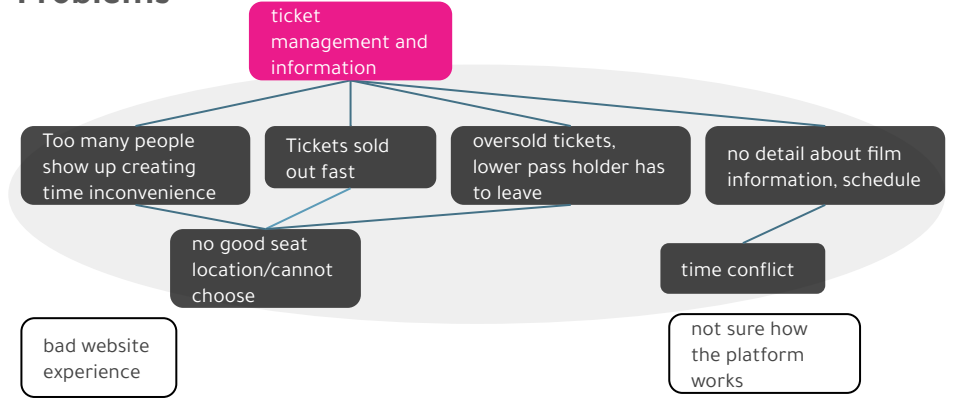 Problems
ticket
management and
information
Too many people
show up creating
time inconvenience
Tickets sold
out fast
oversold tickets,
lower pass holder has
to leave
no detail about film
information, schedule
no good seat
location/cannot
choose
time conflict
bad website
experience
not sure how
the platform
works